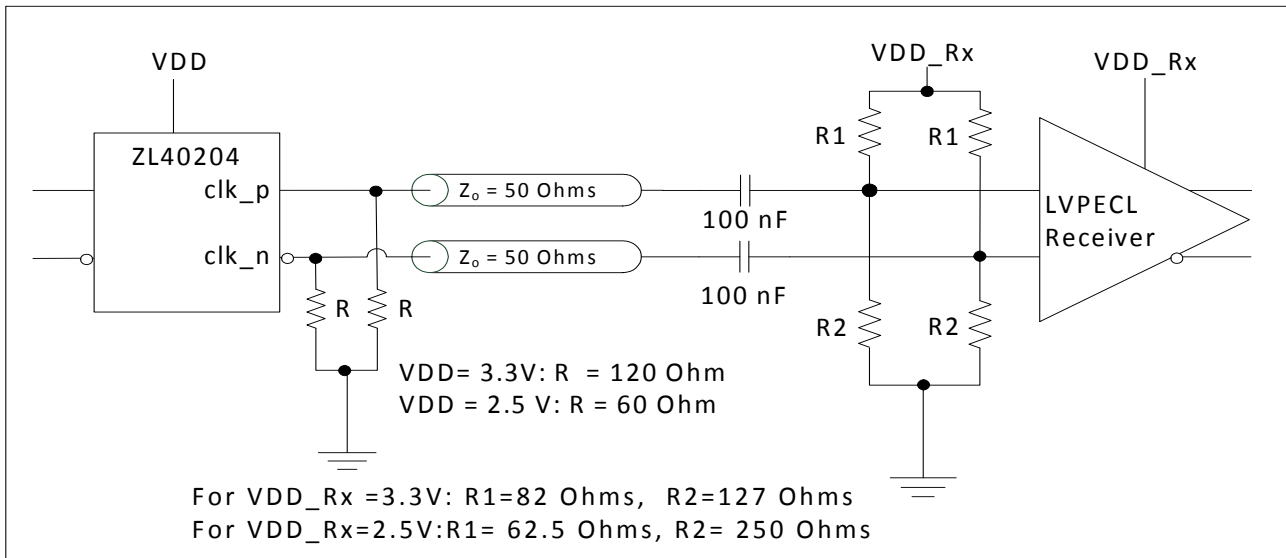 VDD
VDD_Rx
VDD_Rx
R1
R1
ZL40204
clk_p
Zₒ = 50 Ohms
100 nF
LVPECL
Receiver
clk_n
Zₒ = 50 Ohms
100 nF
R
R
R2
R2
VDD= 3.3V: R = 120 Ohm
VDD = 2.5 V: R = 60 Ohm
For VDD_Rx =3.3V: R1=82 Ohms, R2=127 Ohms
For VDD_Rx=2.5V:R1= 62.5 Ohms, R2= 250 Ohms